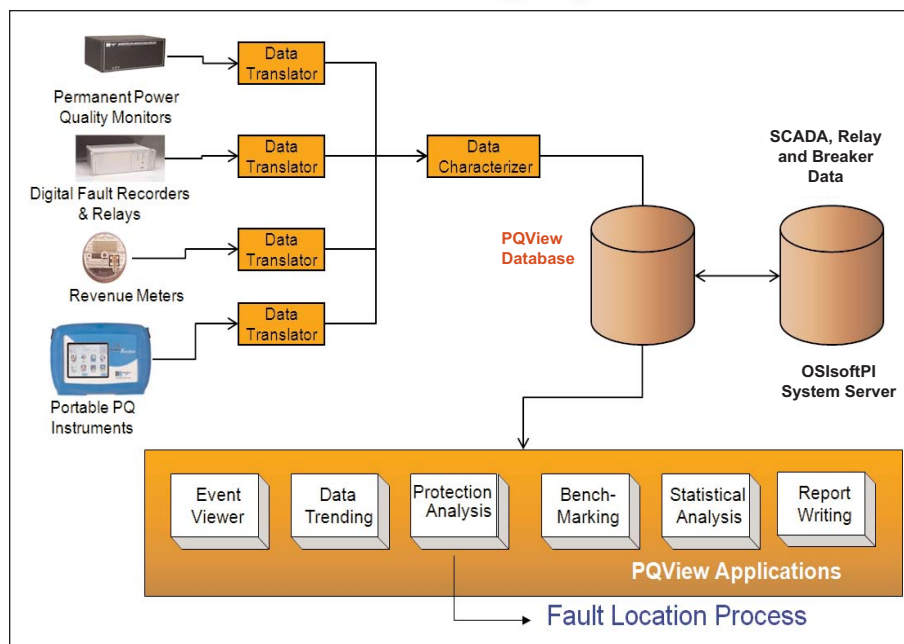 Permanent Power
Quality Monitors
Data
Translator
Digital Fault Recorders
& Relays
Data
Translator
Data
Characterizer
Revenue Meters
Data
Translator
Portable PQ
Instruments
Data
Translator
PQView
Database
SCADA, Relay
and Breaker
Data
OSIsoftPI
System Server
Event
Viewer
Data
Trending
Protection
Analysis
Bench-
Marking
Statistical
Analysis
Report
Writing
PQView Applications
Fault Location Process